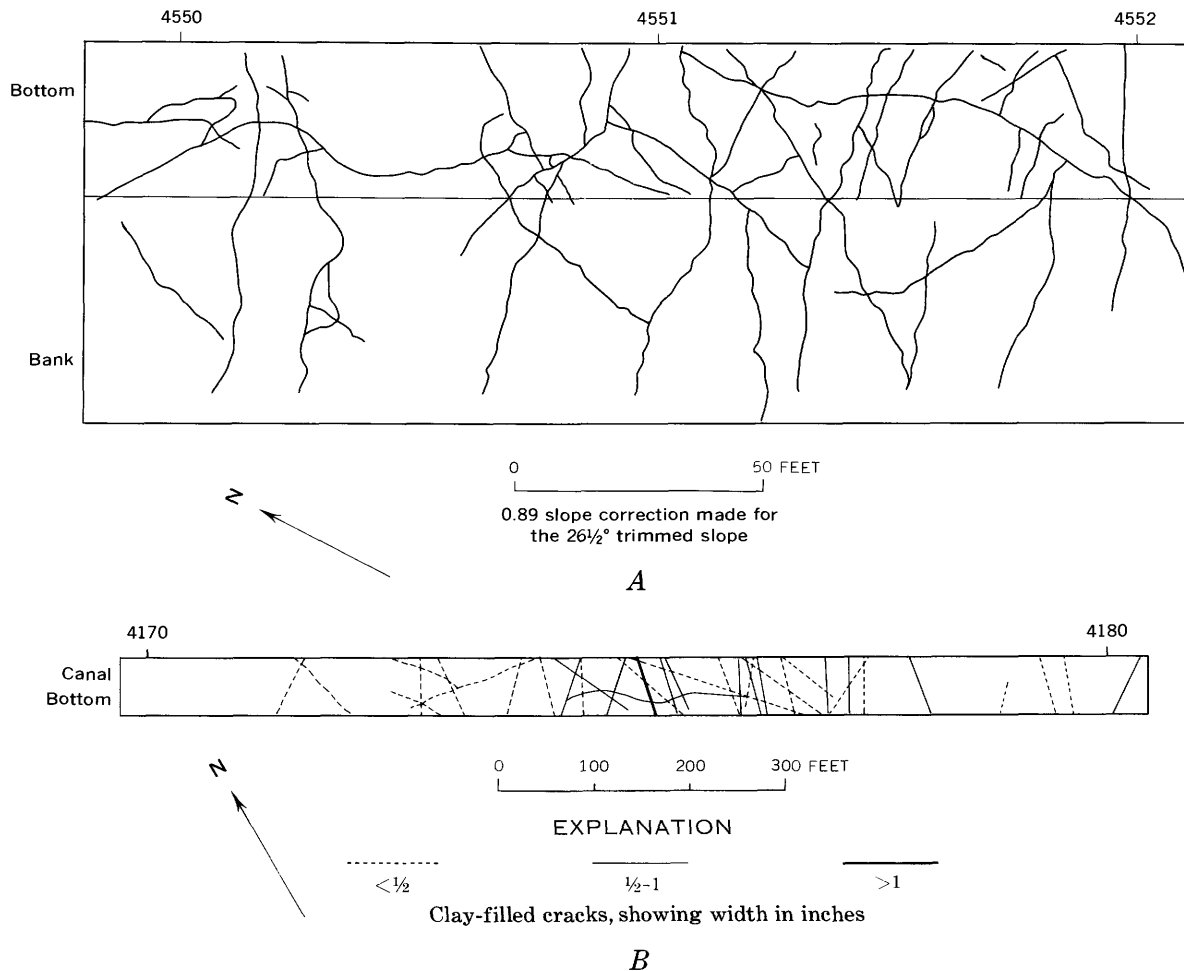 4550 4551 4552
Bottom
Bank
0 50 FEET
N
0.89 slope correction made for
the 26½° trimmed slope
A
4170 4180
Canal
Bottom
N
0 100 200 300 FEET
EXPLANATION
<½ ½-1 >1
Clay-filled cracks, showing width in inches
B